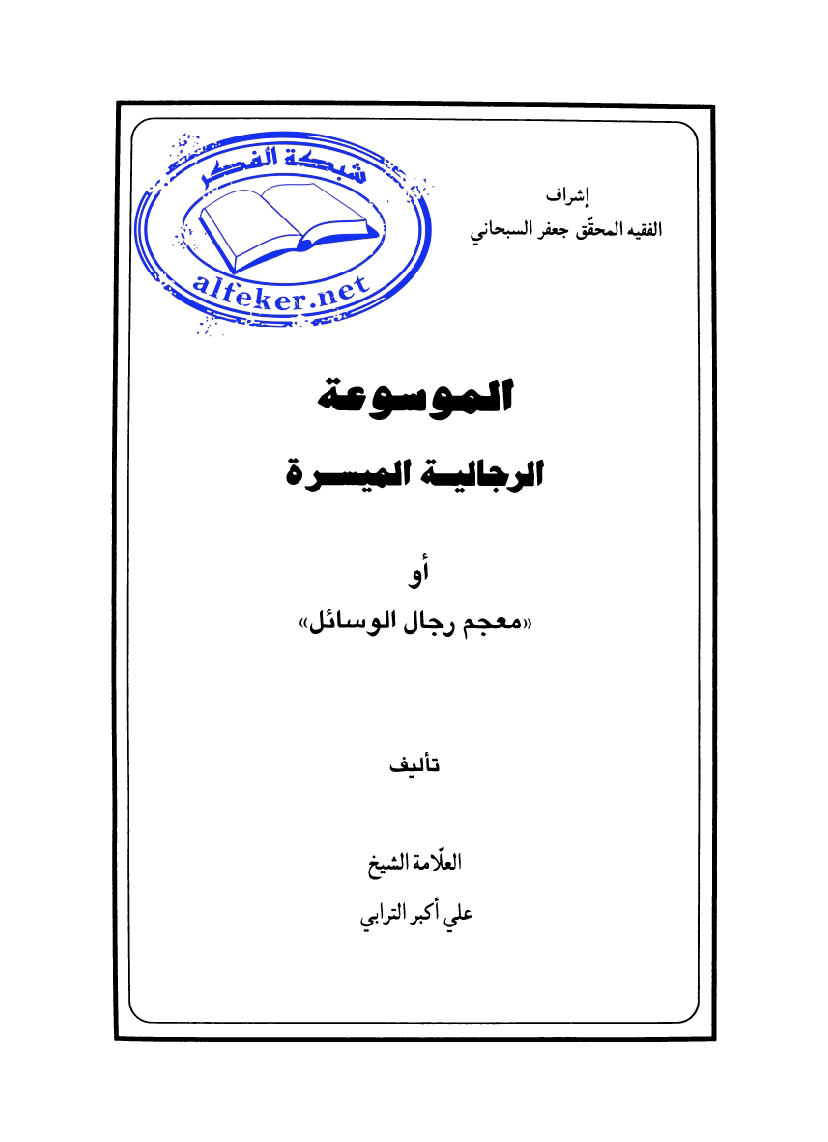 إشراف
الفقيه المحقّق جعفر السبحاني
شبكة الفكر
alfeker.net
الموسوعة
الرجالية الميسرة
أو
«معجم رجال الوسائل»
تأليف
العلّامة الشيخ
علي أكبر الترابي